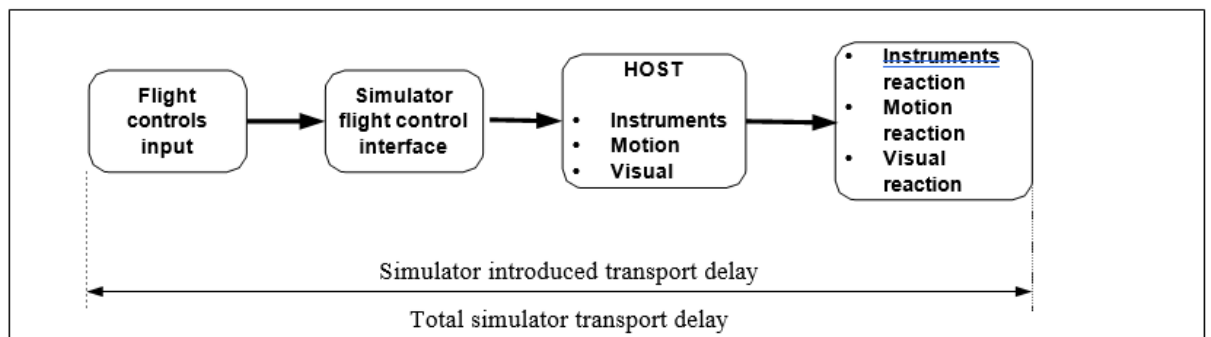 Flight
controls
input
Simulator
flight control
interface
HOST
• Instruments
• Motion
• Visual
• Instruments
reaction
• Motion
reaction
• Visual
reaction
Simulator introduced transport delay
Total simulator transport delay